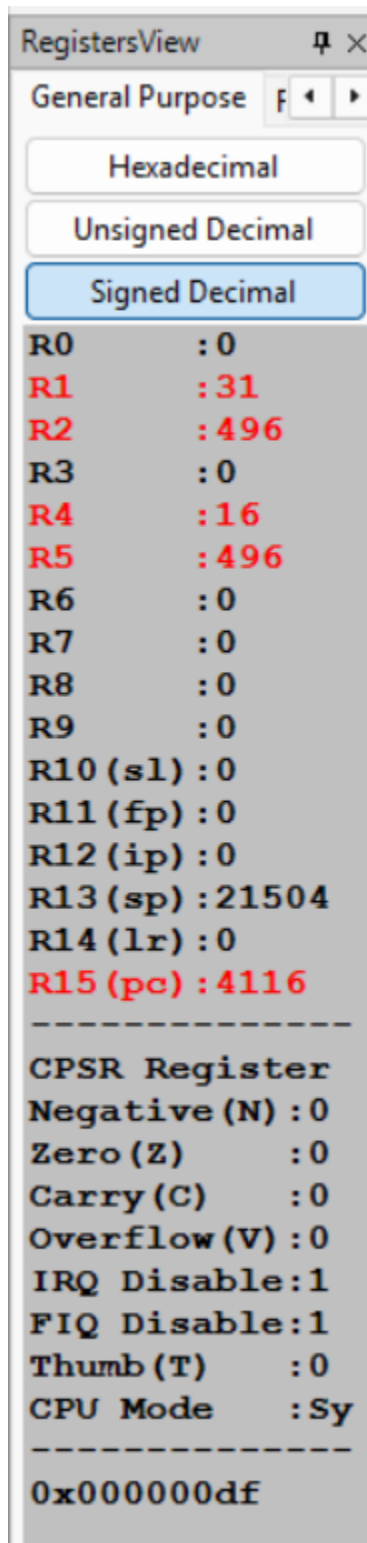 RegistersView
General Purpose F
Hexadecimal
Unsigned Decimal
Signed Decimal
R0 :0
R1 :31
R2 :496
R3 :0
R4 :16
R5 :496
R6 :0
R7 :0
R8 :0
R9 :0
R10(sl):0
R11(fp):0
R12(ip):0
R13(sp):21504
R14(lr):0
R15(pc):4116
--------------
CPSR Register
Negative(N):0
Zero(Z) :0
Carry(C) :0
Overflow(V):0
IRQ Disable:1
FIQ Disable:1
Thumb(T) :0
CPU Mode :Sy
--------------
0x000000df